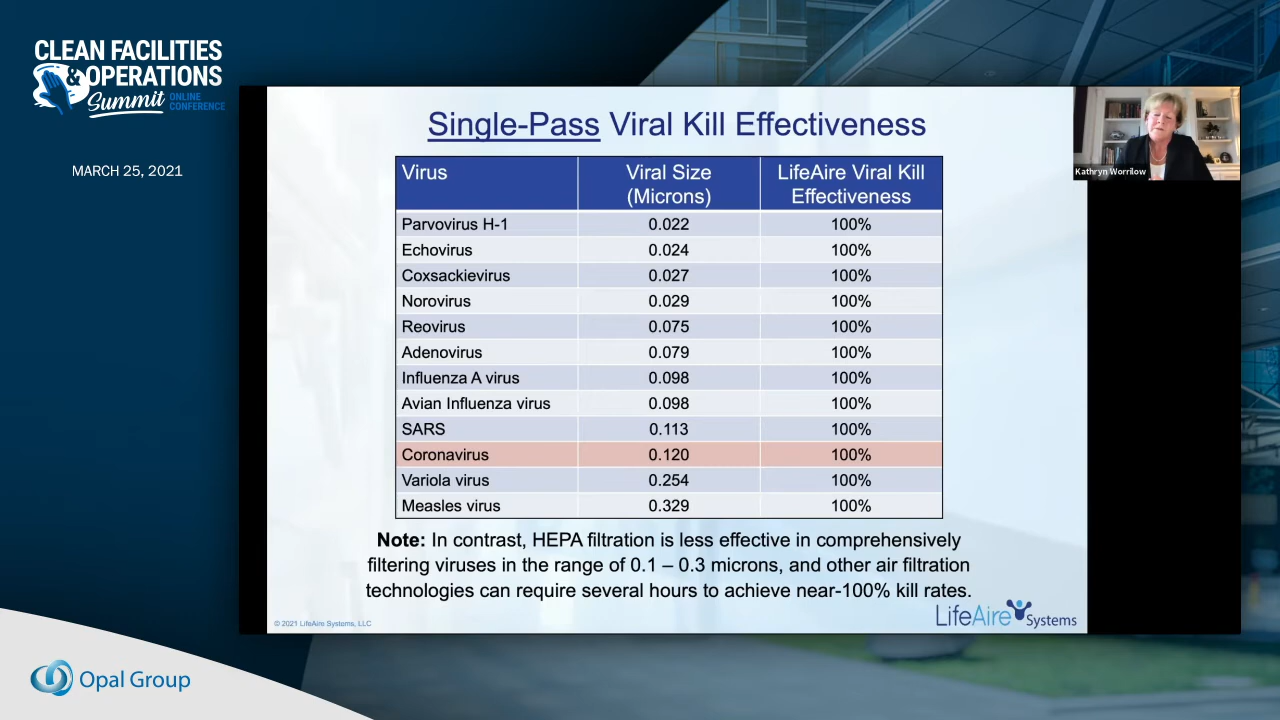 CLEAN FACILITIES
& OPERATIONS
Summit ONLINE CONFERENCE
MARCH 25, 2021
Single-Pass Viral Kill Effectiveness
Virus Viral Size (Microns) LifeAire Viral Kill Effectiveness
Parvovirus H-1 0.022 100%
Echovirus 0.024 100%
Coxsackievirus 0.027 100%
Norovirus 0.029 100%
Reovirus 0.075 100%
Adenovirus 0.079 100%
Influenza A virus 0.098 100%
Avian Influenza virus 0.098 100%
SARS 0.113 100%
Coronavirus 0.120 100%
Variola virus 0.254 100%
Measles virus 0.329 100%
Note: In contrast, HEPA filtration is less effective in comprehensively
filtering viruses in the range of 0.1 – 0.3 microns, and other air filtration
technologies can require several hours to achieve near-100% kill rates.
© 2021 LifeAire Systems, LLC
LifeAire Systems
Kathryn Worrilow
Opal Group